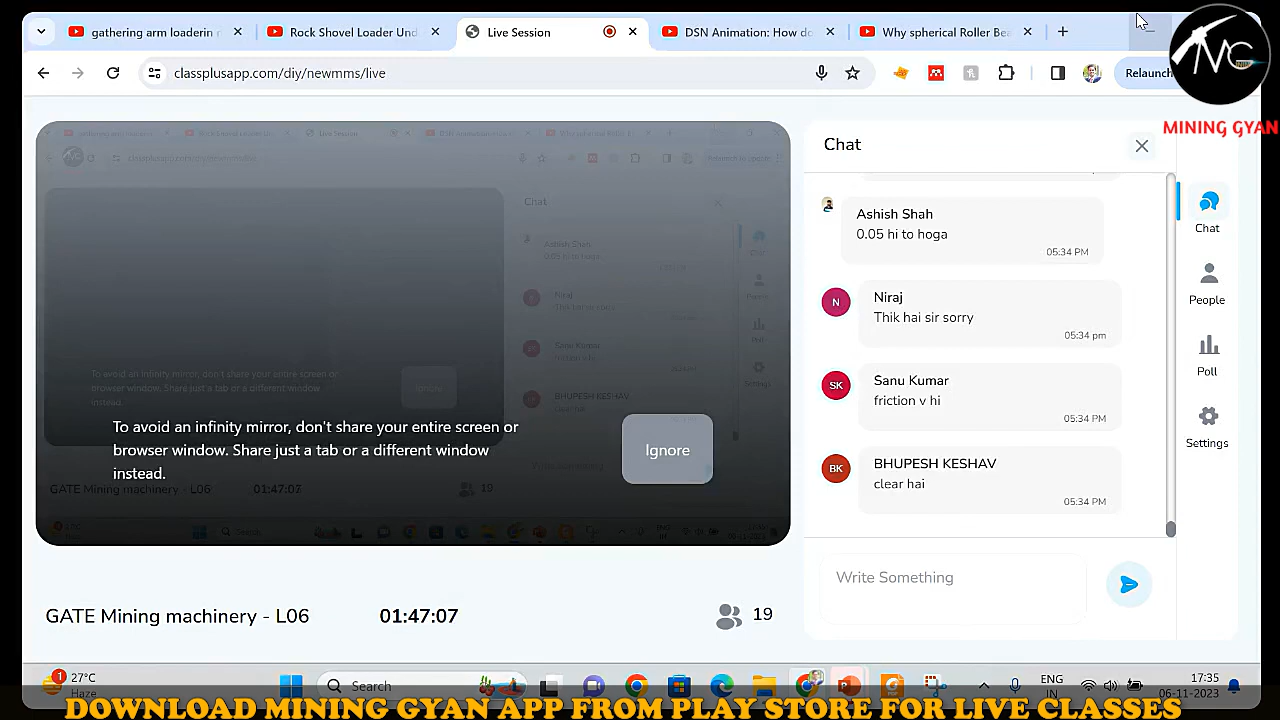 gathering arm loaderin
Rock Shovel Loader Und
Live Session
DSN Animation: How do
Why spherical Roller Bea
classplusapp.com/diy/newmms/live
Relaunch
MINING GYAN
Chat
Ashish Shah
0.05 hi to hoga
05:34 PM
Niraj
Thik hai sir sorry
05:34 pm
Sanu Kumar
friction v hi
05:34 PM
BHUPESH KESHAV
clear hai
05:34 PM
Write Something
Chat
People
Poll
Settings
To avoid an infinity mirror, don't share your entire screen or
browser window. Share just a tab or a different window
instead.
Ignore
GATE Mining machinery - L06
01:47:07
19
27°C
Haze
Search
ENG
IN
17:35
06-11-2023
DOWNLOAD MINING GYAN APP FROM PLAY STORE FOR LIVE CLASSES